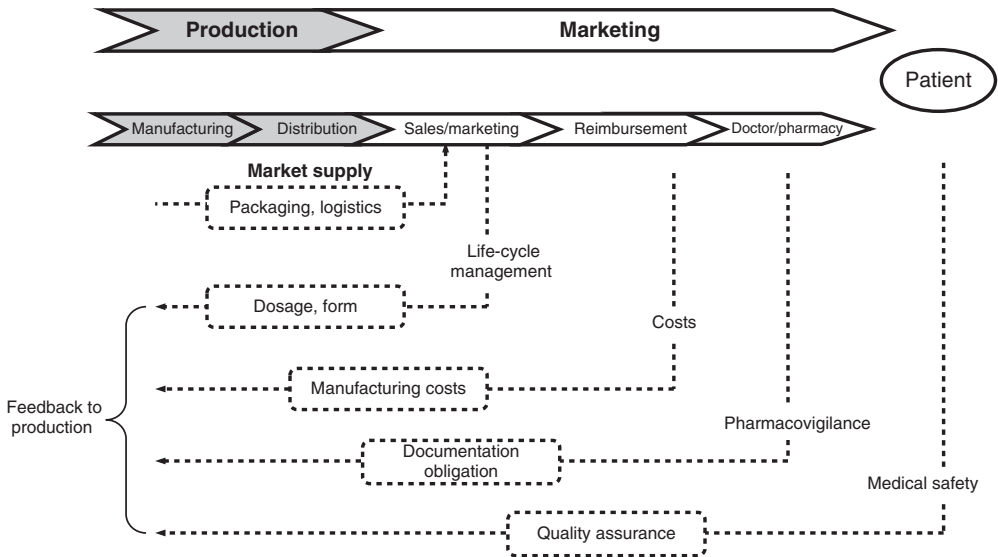 Production
Marketing
Patient
Manufacturing
Distribution
Sales/marketing
Reimbursement
Doctor/pharmacy
Market supply
Packaging, logistics
Life-cycle
management
Dosage, form
Costs
Manufacturing costs
Feedback to
production
Pharmacovigilance
Documentation
obligation
Medical safety
Quality assurance